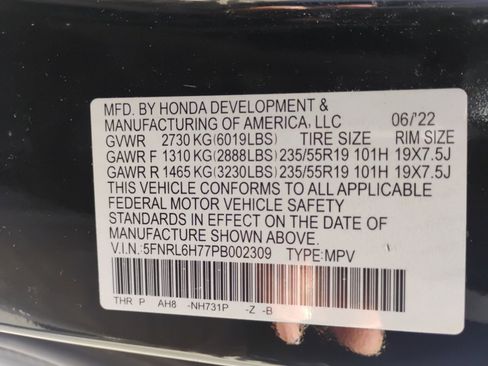 MFD. BY HONDA DEVELOPMENT &
MANUFACTURING OF AMERICA, LLC 06/'22
GVWR 2730 KG(6019LBS) TIRE SIZE RIM SIZE
GAWR F 1310 KG(2888LBS) 235/55R19 101H 19X7.5J
GAWR R 1465 KG(3230LBS) 235/55R19 101H 19X7.5J
THIS VEHICLE CONFORMS TO ALL APPLICABLE
FEDERAL MOTOR VEHICLE SAFETY
STANDARDS IN EFFECT ON THE DATE OF
MANUFACTURE SHOWN ABOVE.
V.I.N.:5FNRL6H77PB002309 TYPE:MPV
THR P AH8 -NH731P -Z -B